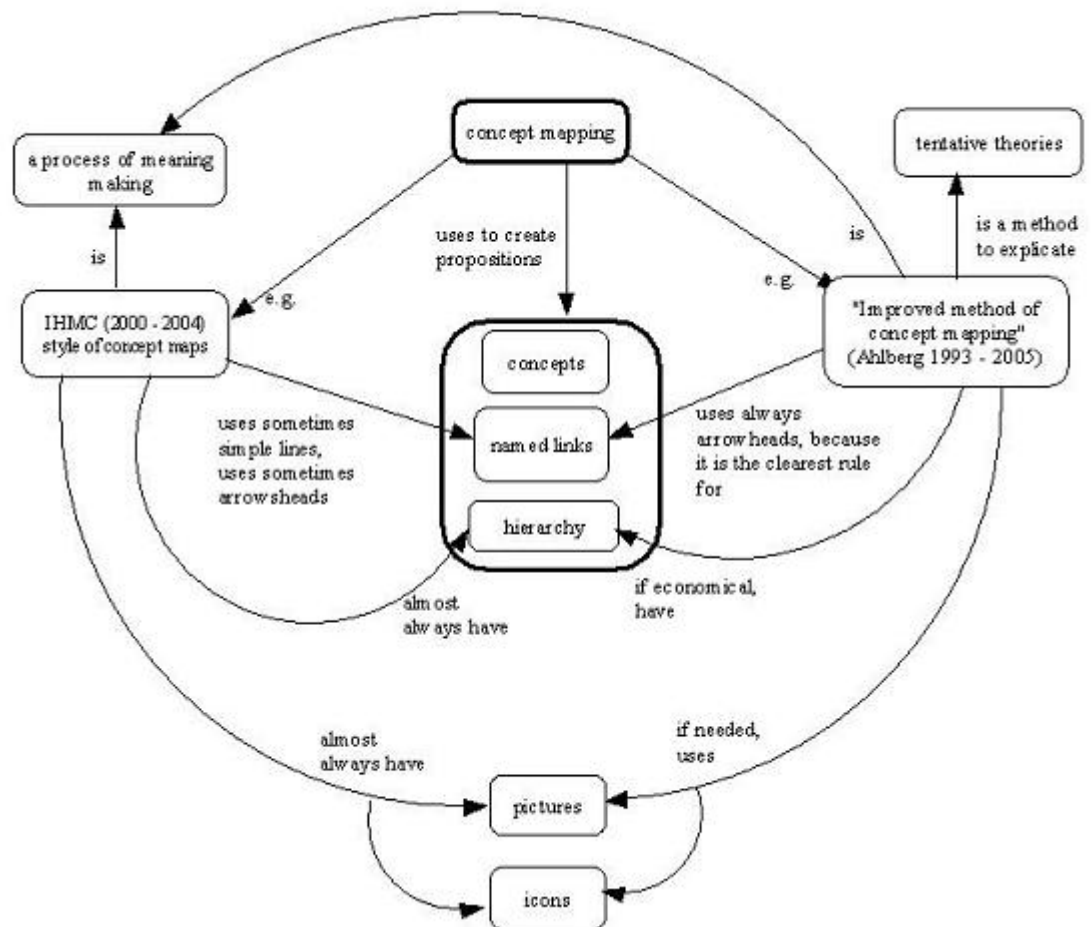 concept mapping
tentative theories
a process of meaning
making
uses to create
propositions
is
is a method
to explicate
is
e.g.
e.g.
IHMC (2000 - 2004)
style of concept maps
"Improved method of
concept mapping"
(Ahlberg 1993 - 2005)
concepts
named links
hierarchy
uses sometimes
simple lines,
uses sometimes
arrowsheads
uses always
arrowheads, because
it is the clearest rule
for
almost
always have
if economical,
have
almost
always have
if needed,
uses
pictures
icons